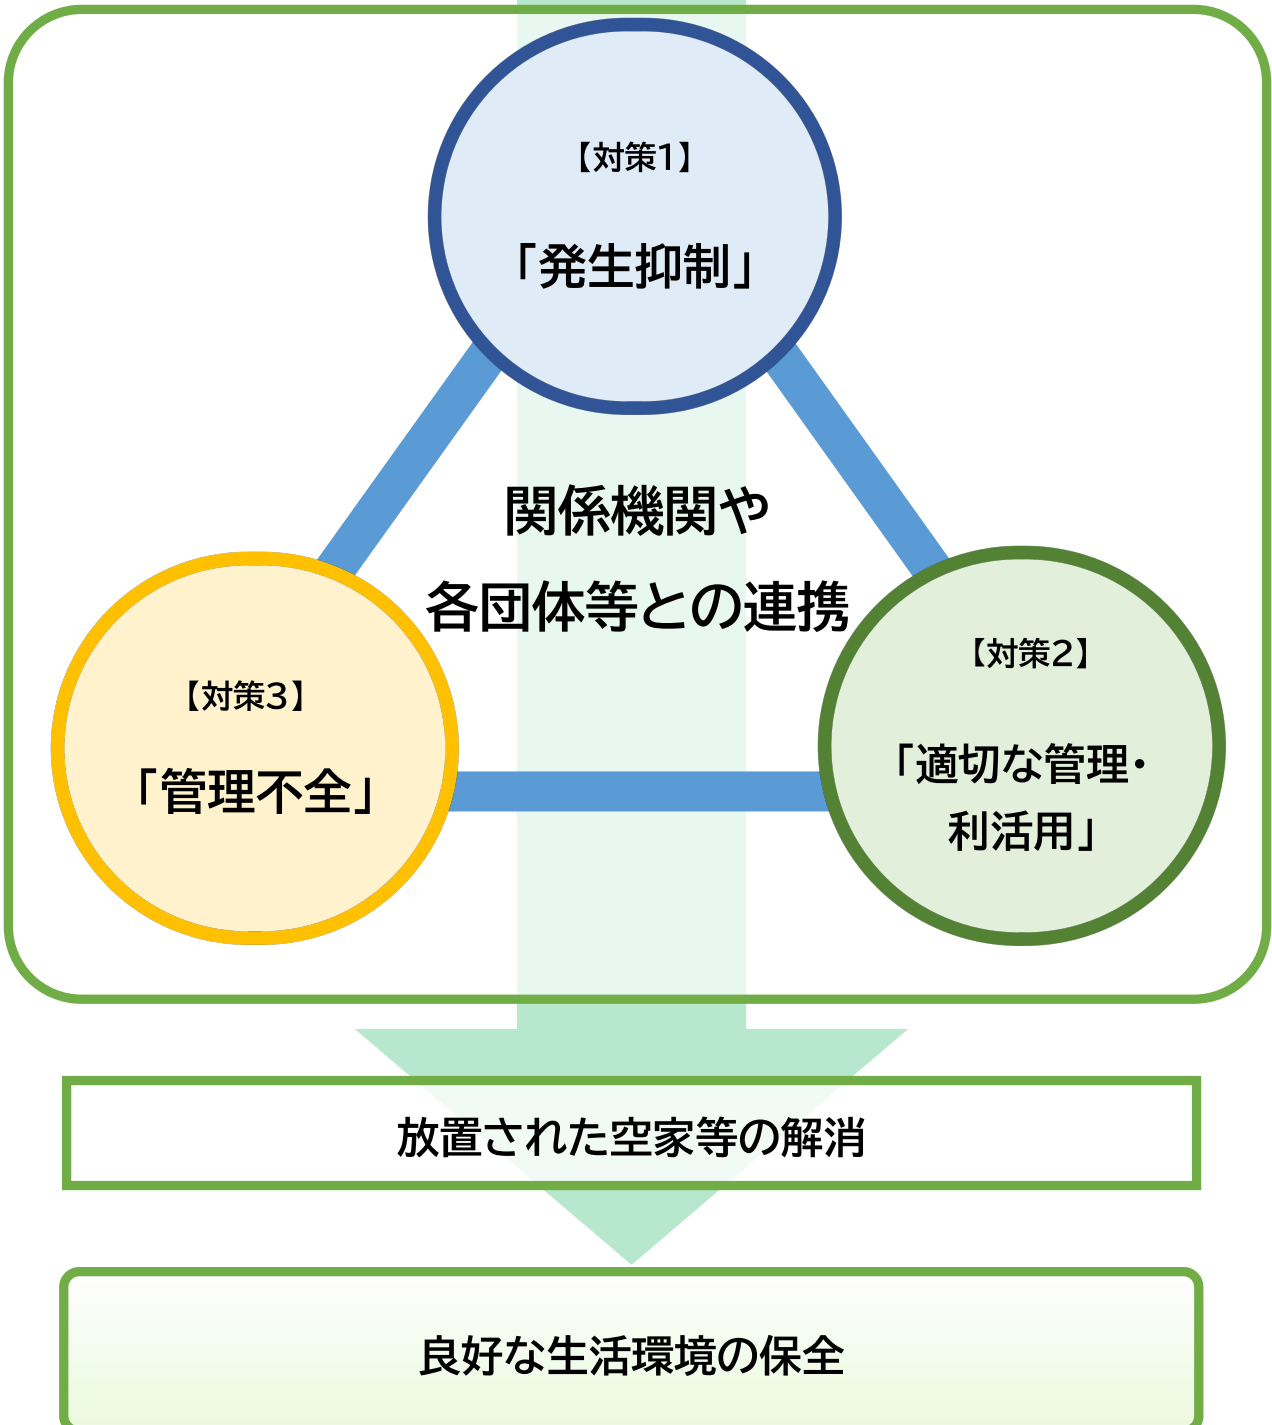 【対策1】
「発生抑制」
関係機関や
各団体等との連携
【対策3】
「管理不全」
【対策2】
「適切な管理・
利活用」
放置された空家等の解消
良好な生活環境の保全